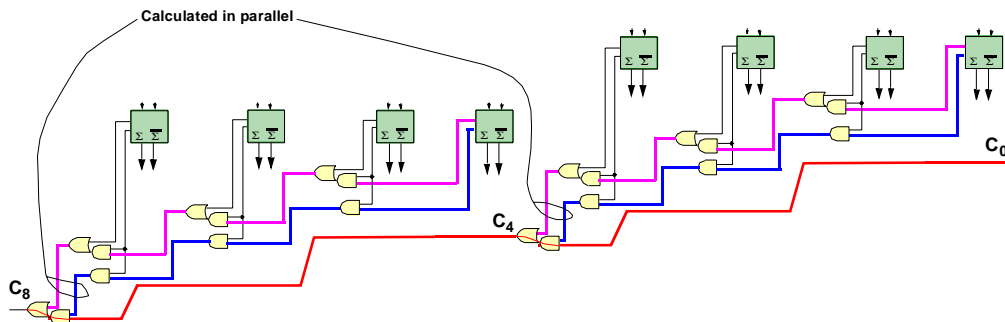 Calculated in parallel
Σ Σ̅
Σ Σ̅
Σ Σ̅
Σ Σ̅
C₀
Σ Σ̅
Σ Σ̅
Σ Σ̅
Σ Σ̅
C₄
C₈